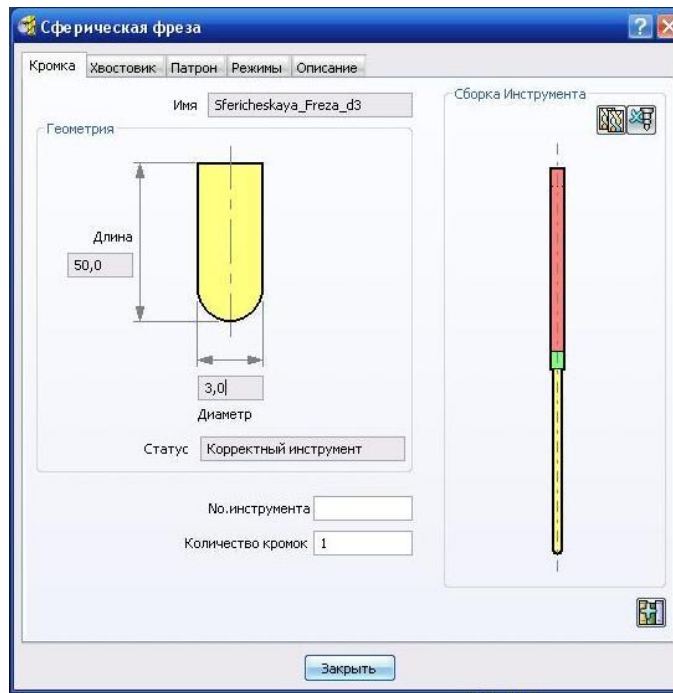 Сферическая фреза
Кромка Хвостовик Патрон Режимы Описание
Имя Sfericheskaya_Freza_d3
Сборка Инструмента
Геометрия
Длина
50,0
3,0
Диаметр
Статус Корректный инструмент
No.инструмента
Количество кромок 1
Закрыть